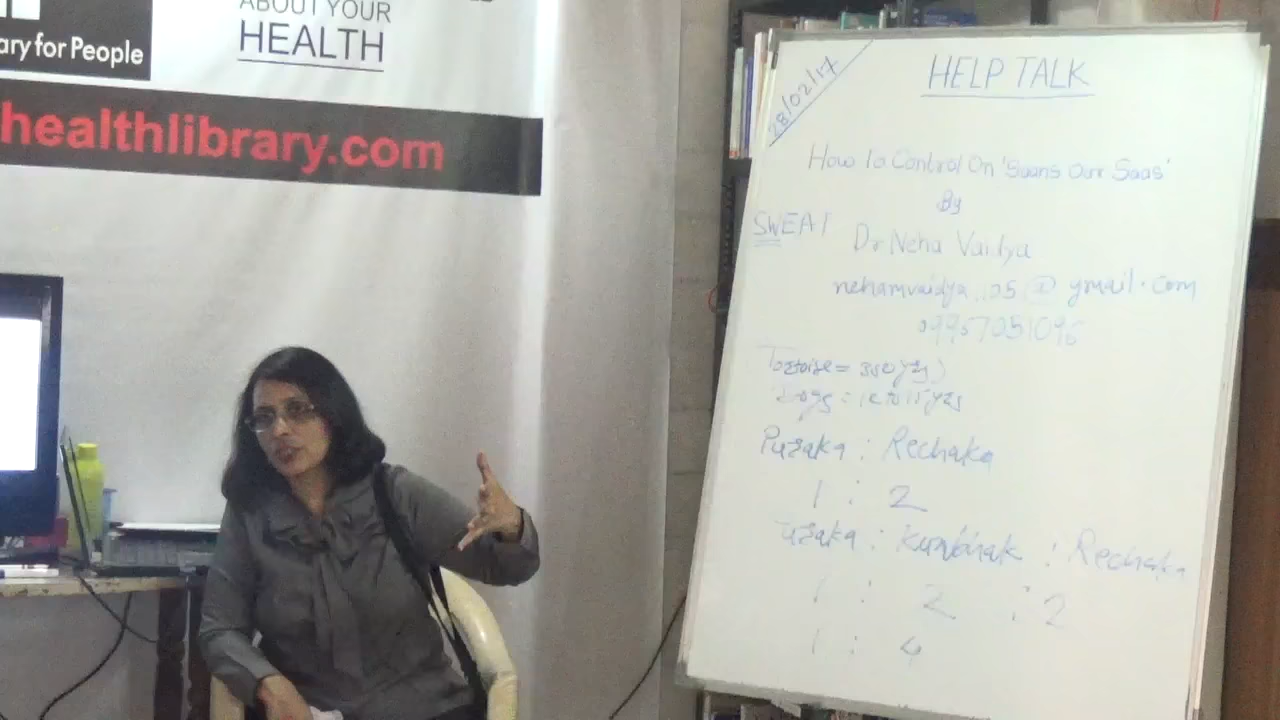 ABOUT YOUR
HEALTH
ary for People
healthlibrary.com
28/02/17
HELP TALK
How To Control On 'Saans Our Saas'
By
SWEAT
Dr Neha Vaidya
nehamvaidya
@ gmail.com
Tortoise =
Dogs :
Puraka : Rechaka
1 : 2
Puraka : Kumbhak : Rechaka
1 : 2 : 2
1 : 4